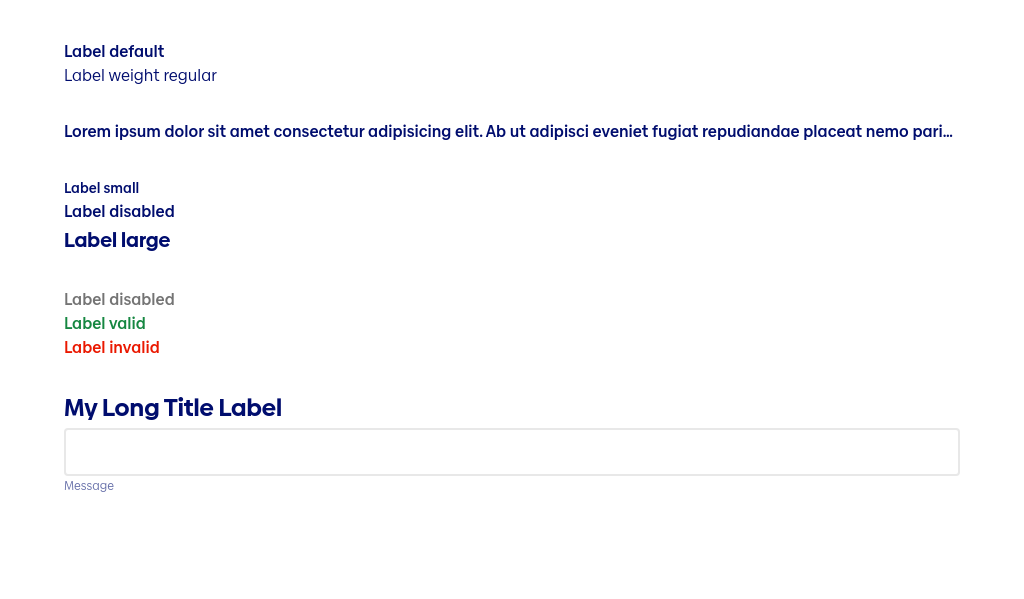 Label default
Label weight regular
Lorem ipsum dolor sit amet consectetur adipisicing elit. Ab ut adipisci eveniet fugiat repudiandae placeat nemo pari...
Label small
Label disabled
Label large
Label disabled
Label valid
Label invalid
My Long Title Label
Message